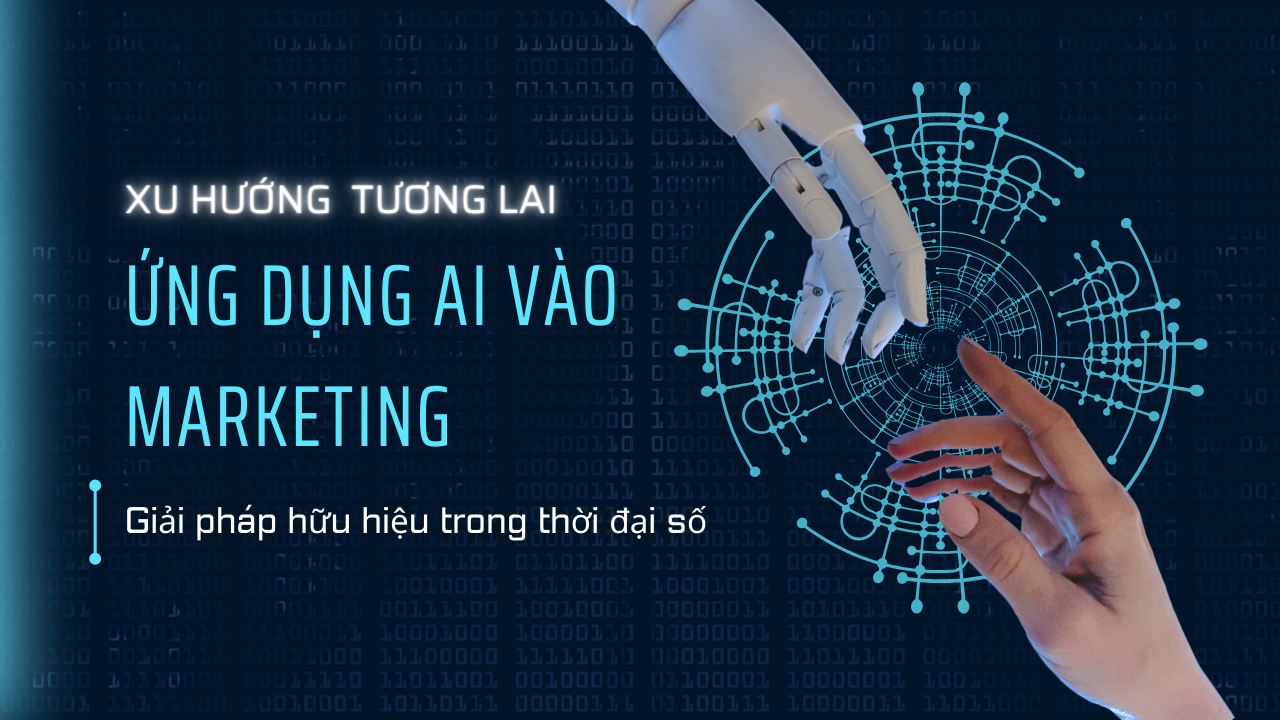 XU HƯỚNG TƯƠNG LAI
ỨNG DỤNG AI VÀO
MARKETING
Giải pháp hữu hiệu trong thời đại số